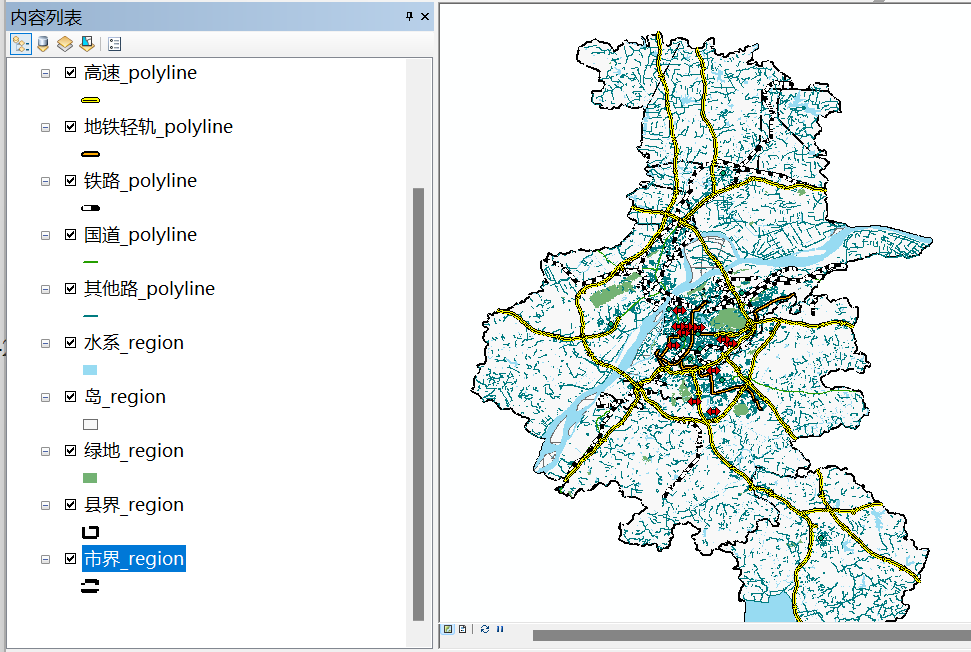 内容列表
高速_polyline
地铁轻轨_polyline
铁路_polyline
国道_polyline
其他路_polyline
水系_region
岛_region
绿地_region
县界_region
市界_region